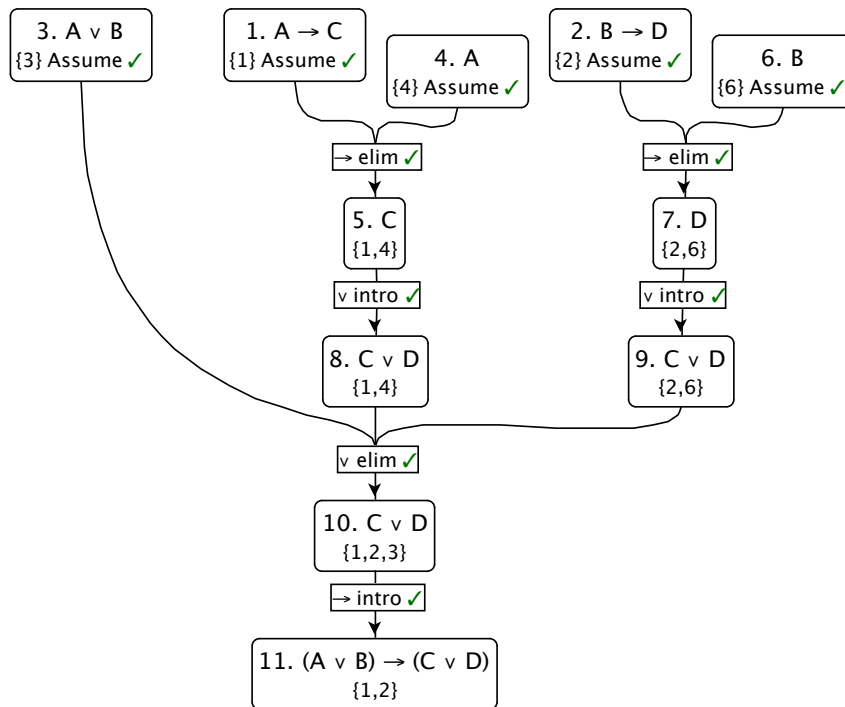 3. A ∨ B
{3} Assume ✓
1. A → C
{1} Assume ✓
4. A
{4} Assume ✓
2. B → D
{2} Assume ✓
6. B
{6} Assume ✓
→ elim ✓
→ elim ✓
5. C
{1,4}
7. D
{2,6}
∨ intro ✓
∨ intro ✓
8. C ∨ D
{1,4}
9. C ∨ D
{2,6}
∨ elim ✓
10. C ∨ D
{1,2,3}
→ intro ✓
11. (A ∨ B) → (C ∨ D)
{1,2}